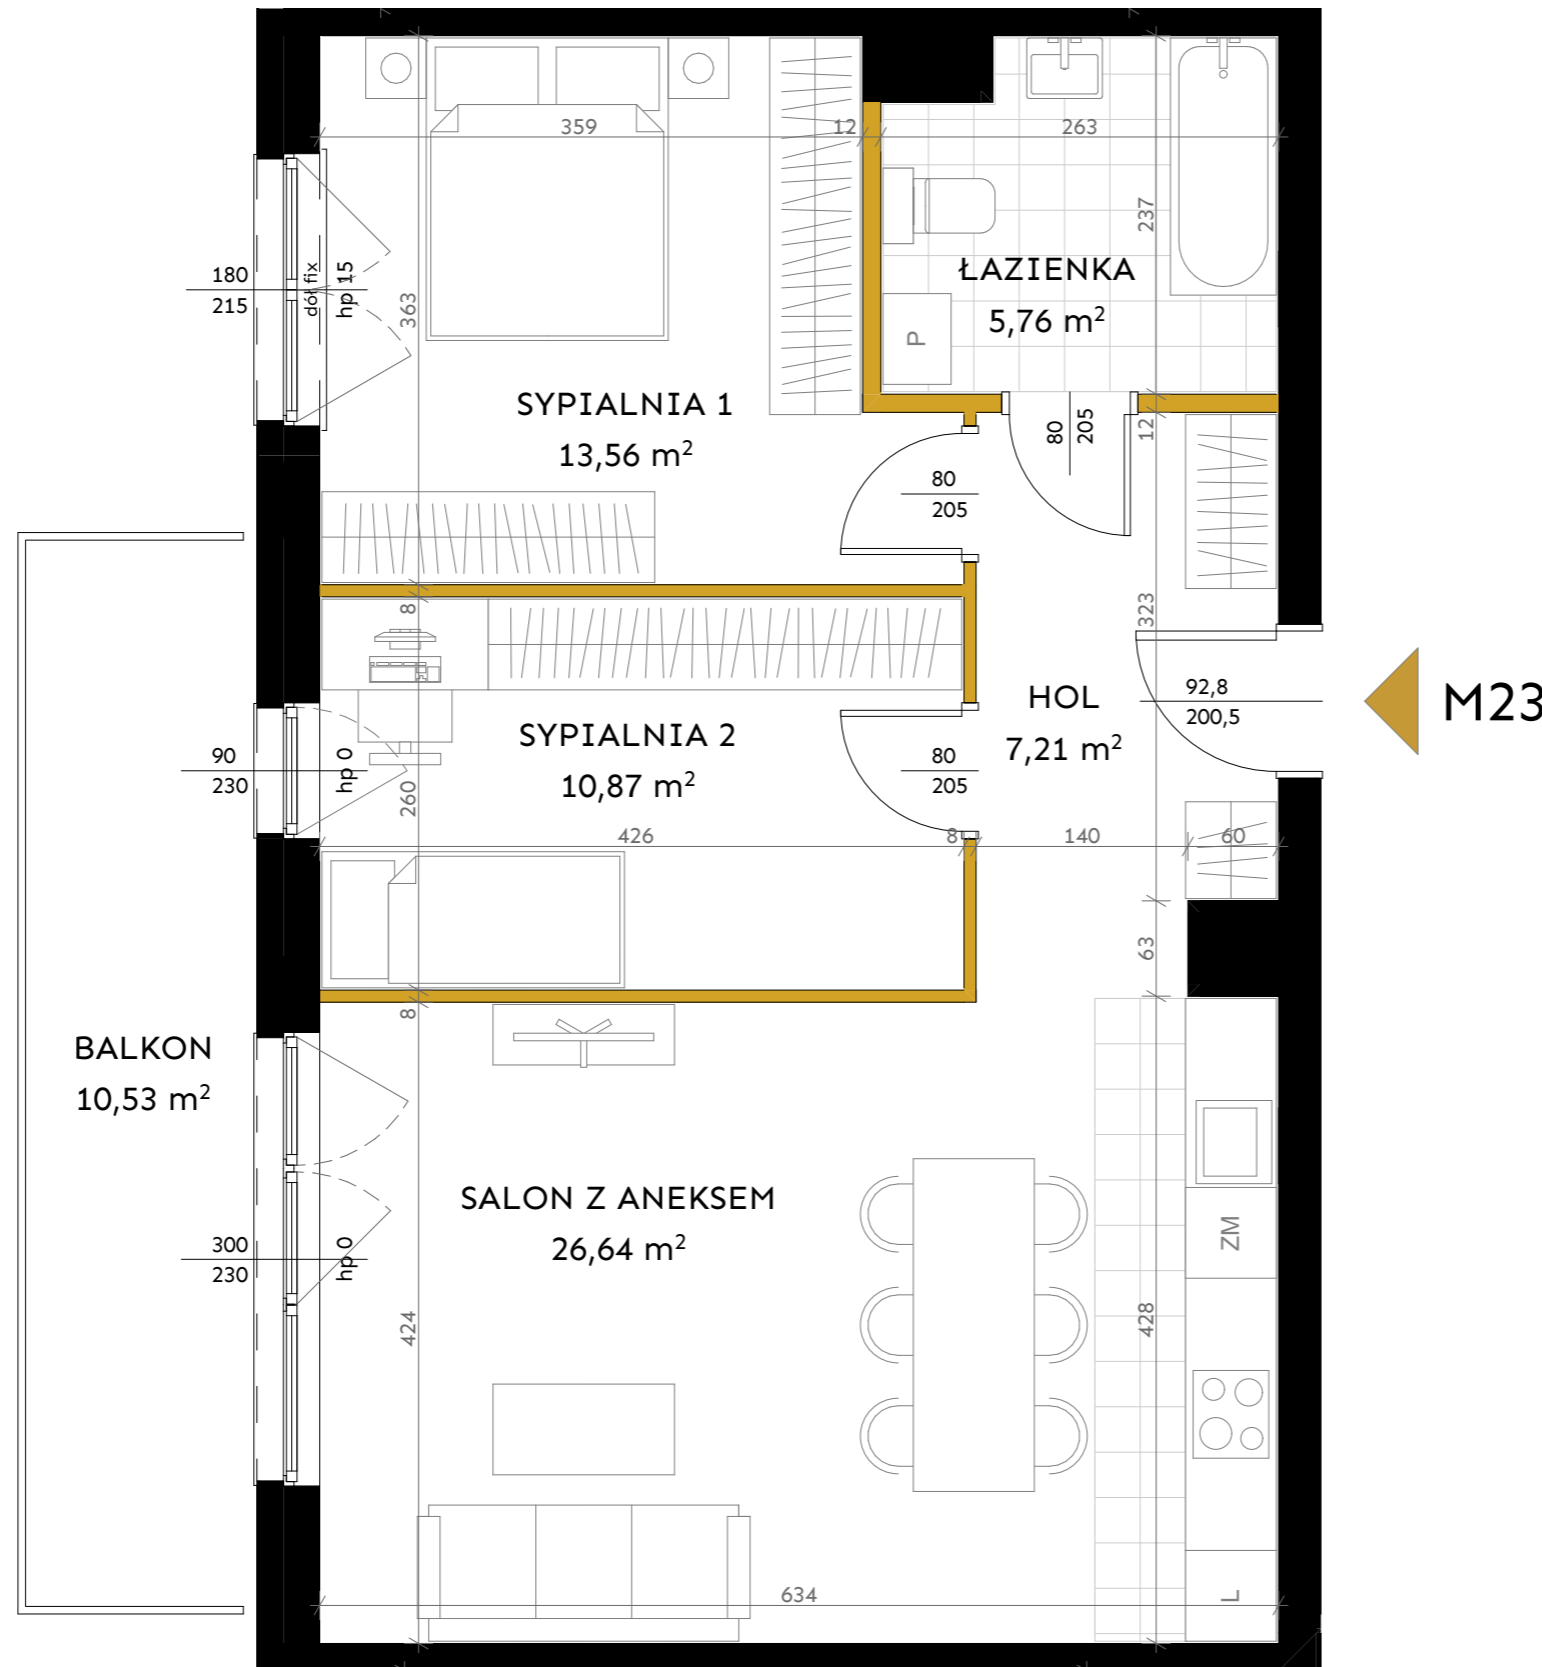 359
12
263
237
180
215
dół fix
hp 15
363
ŁAZIENKA
5,76 m²
P
SYPIALNIA 1
13,56 m²
80
205
12
80
205
8
323
HOL
7,21 m²
92,8
200,5
M23
SYPIALNIA 2
10,87 m²
90
230
hp 0
260
80
205
426
8
140
60
63
8
BALKON
10,53 m²
SALON Z ANEKSEM
26,64 m²
300
230
hp 0
424
ZM
428
L
634